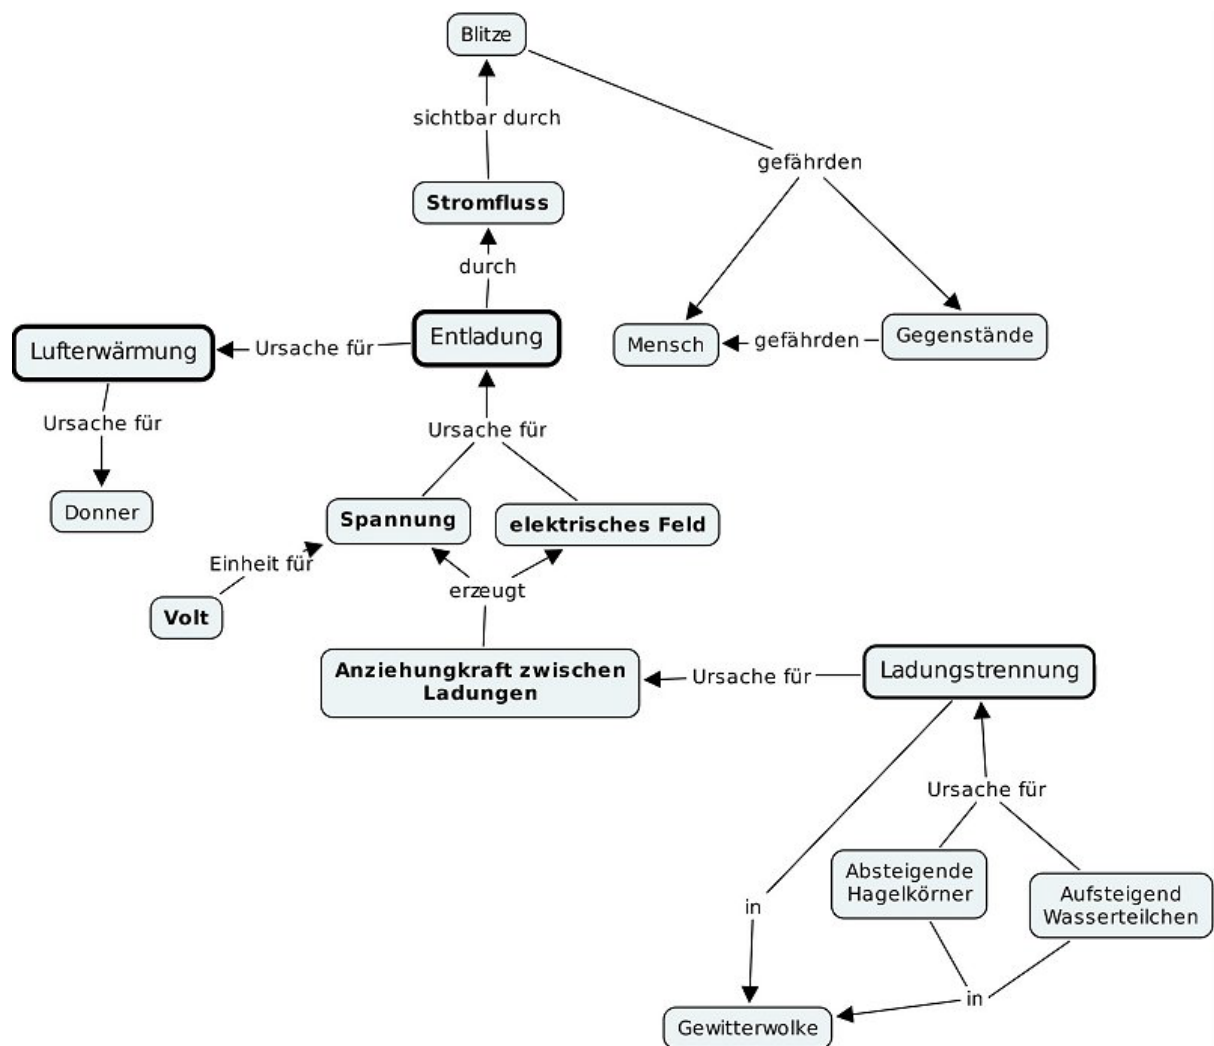 Blitze
sichtbar durch
gefährden
Stromfluss
durch
Entladung
Lufterwärmung
Ursache für
Mensch
gefährden
Gegenstände
Ursache für
Ursache für
Donner
Spannung
elektrisches Feld
Einheit für
erzeugt
Volt
Anziehungkraft zwischen
Ladungen
Ursache für
Ladungstrennung
Ursache für
Absteigende
Hagelkörner
Aufsteigend
Wasserteilchen
in
in
Gewitterwolke